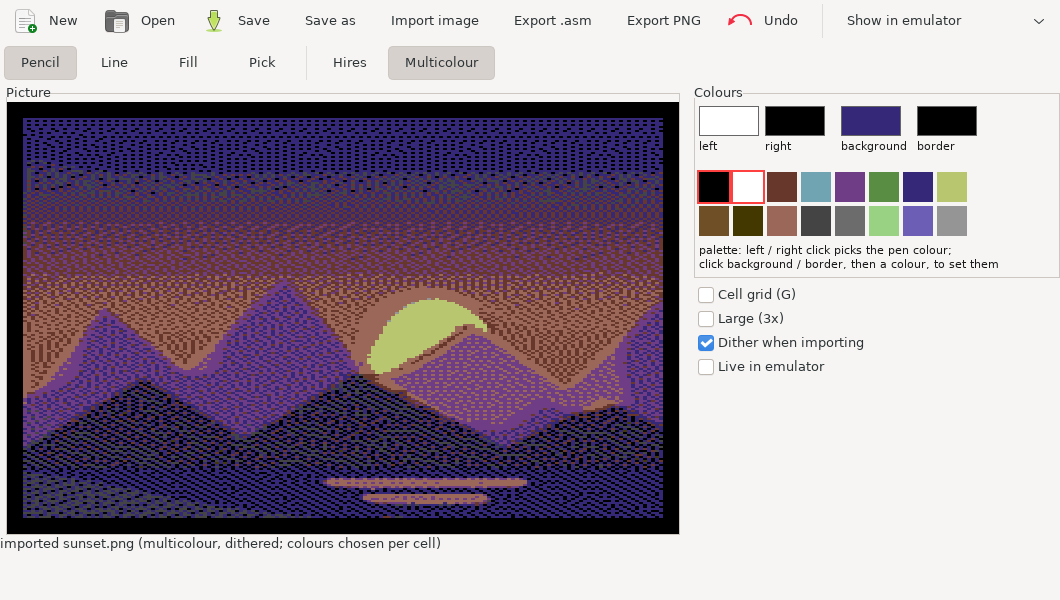 New Open Save Save as Import image Export .asm Export PNG Undo Show in emulator
Pencil Line Fill Pick Hires Multicolour
Picture
Colours
left right background border
palette: left / right click picks the pen colour;
click background / border, then a colour, to set them
Cell grid (G)
Large (3x)
Dither when importing
Live in emulator
imported sunset.png (multicolour, dithered; colours chosen per cell)